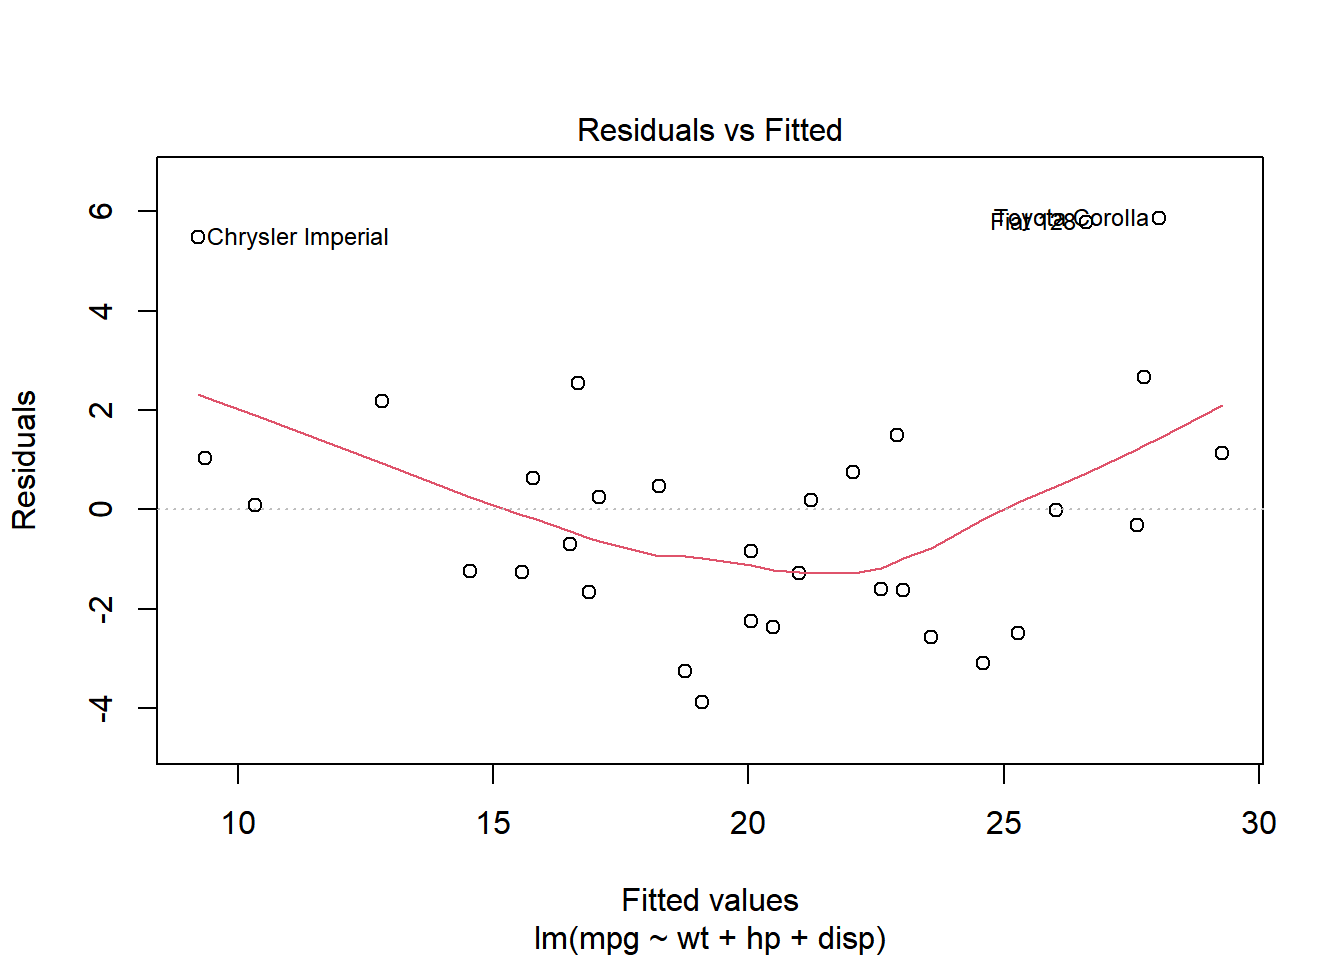 Residuals vs Fitted
Residuals
6
4
2
0
-2
-4
Chrysler Imperial
Toyota Corolla
Fiat 128
10 15 20 25 30
Fitted values
lm(mpg ~ wt + hp + disp)